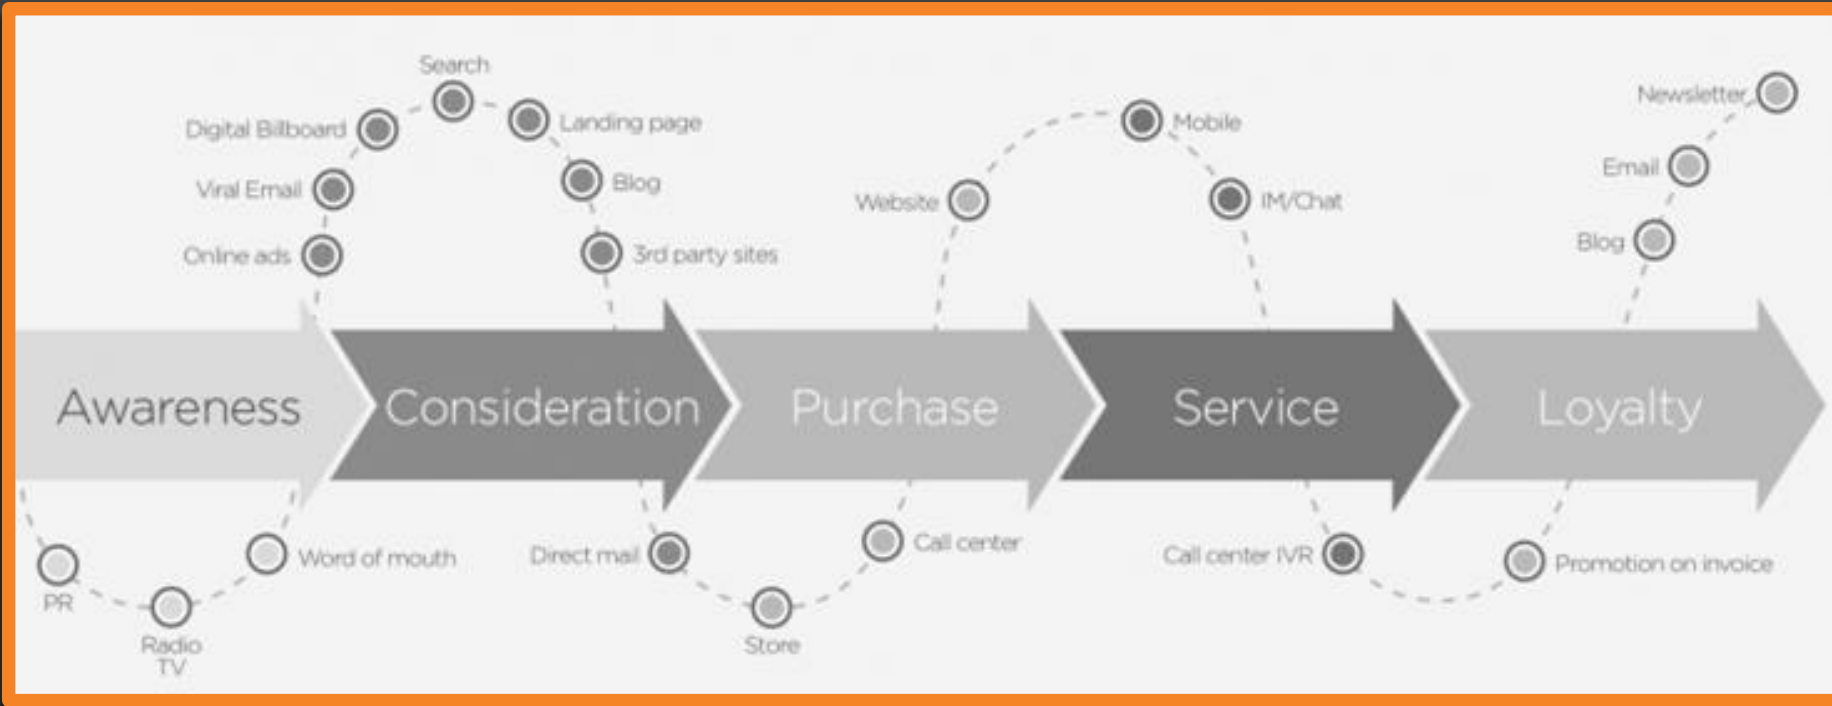 Search
Digital Billboard
Landing page
Viral Email
Blog
Online ads
3rd party sites
Website
Mobile
IM/Chat
Newsletter
Email
Blog
Awareness
Consideration
Purchase
Service
Loyalty
PR
Radio
TV
Word of mouth
Direct mail
Store
Call center
Call center IVR
Promotion on invoice